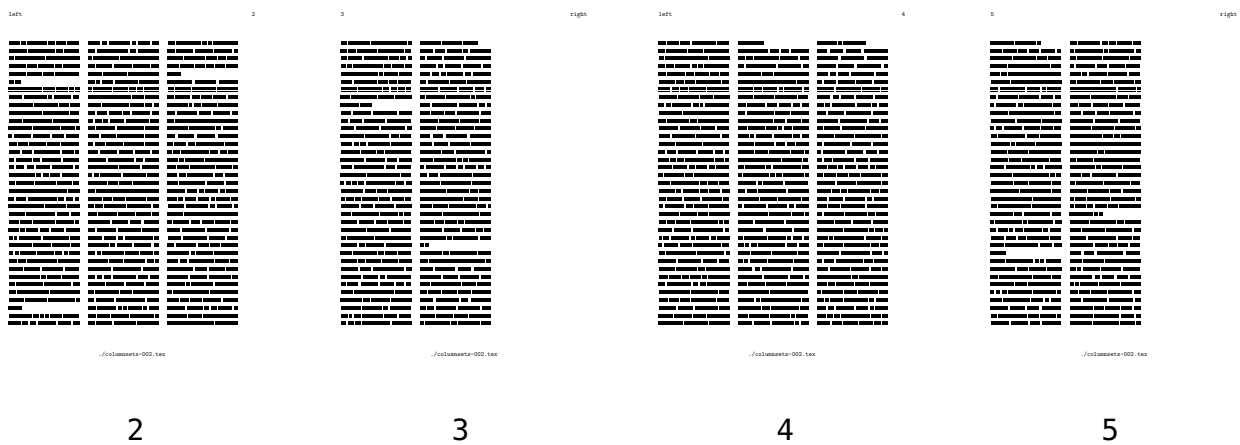 left 2 3 right left 4 5 right
./columnsets-002.tex ./columnsets-002.tex ./columnsets-002.tex ./columnsets-002.tex
2 3 4 5